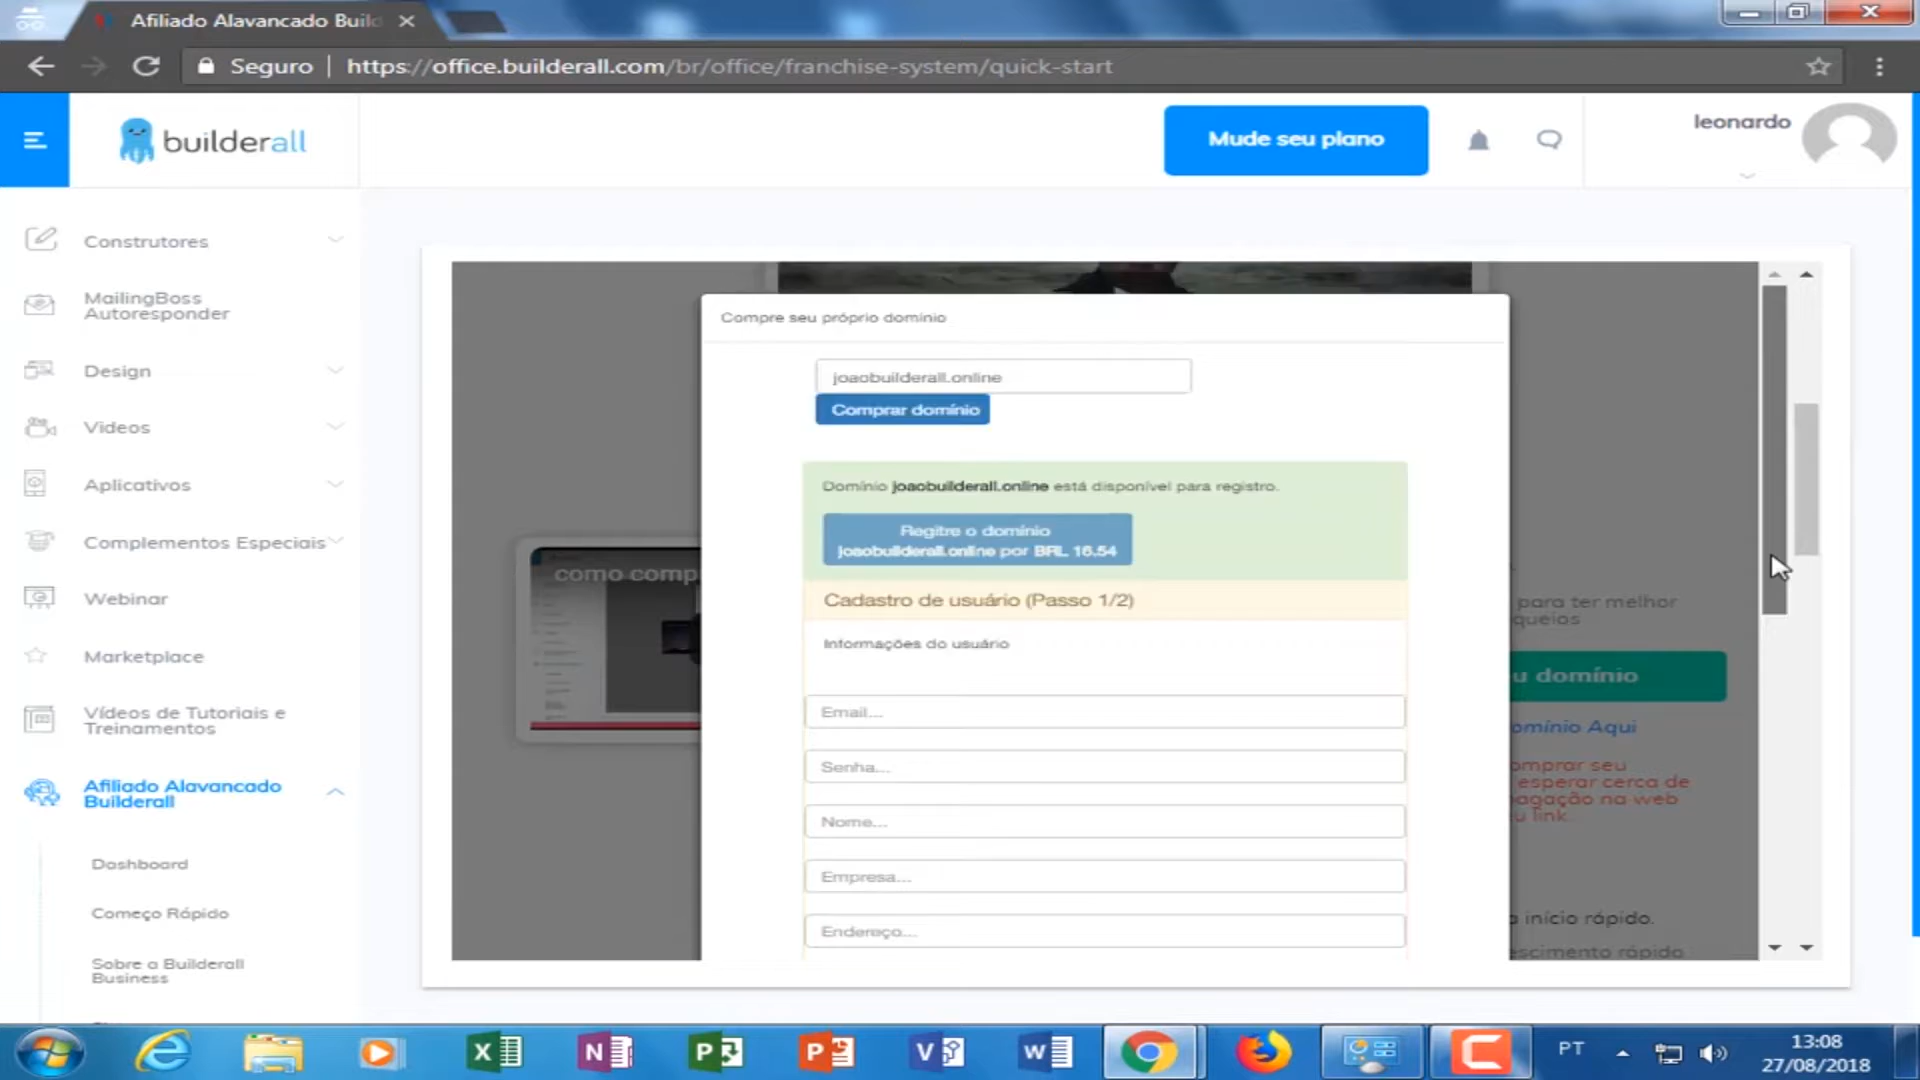 Afiliado Alavancado Build
Seguro | https://office.builderall.com/br/office/franchise-system/quick-start
builderall
Mude seu plano
leonardo
Construtores
MailingBoss
Autoresponder
Design
Videos
Aplicativos
Complementos Especiais
Webinar
Marketplace
Vídeos de Tutoriais e
Treinamentos
Afiliado Alavancado
Builderall
Dashboard
Começo Rápido
Sobre a Builderall
Business
Compre seu próprio domínio
joaobuilderall.online
Comprar domínio
Domínio joaobuilderall.online está disponível para registro.
Regitre o domínio
joaobuilderall.online por BRL 16.54
Cadastro de usuário (Passo 1/2)
Informações do usuário
Email...
Senha...
Nome...
Empresa...
Endereço...
como comp
para ter melhor
queios
u domínio
omínio Aqui
omprar seu
esperar cerca de
agação na web
u link.
início rápido.
escimento rápido
PT
13:08
27/08/2018